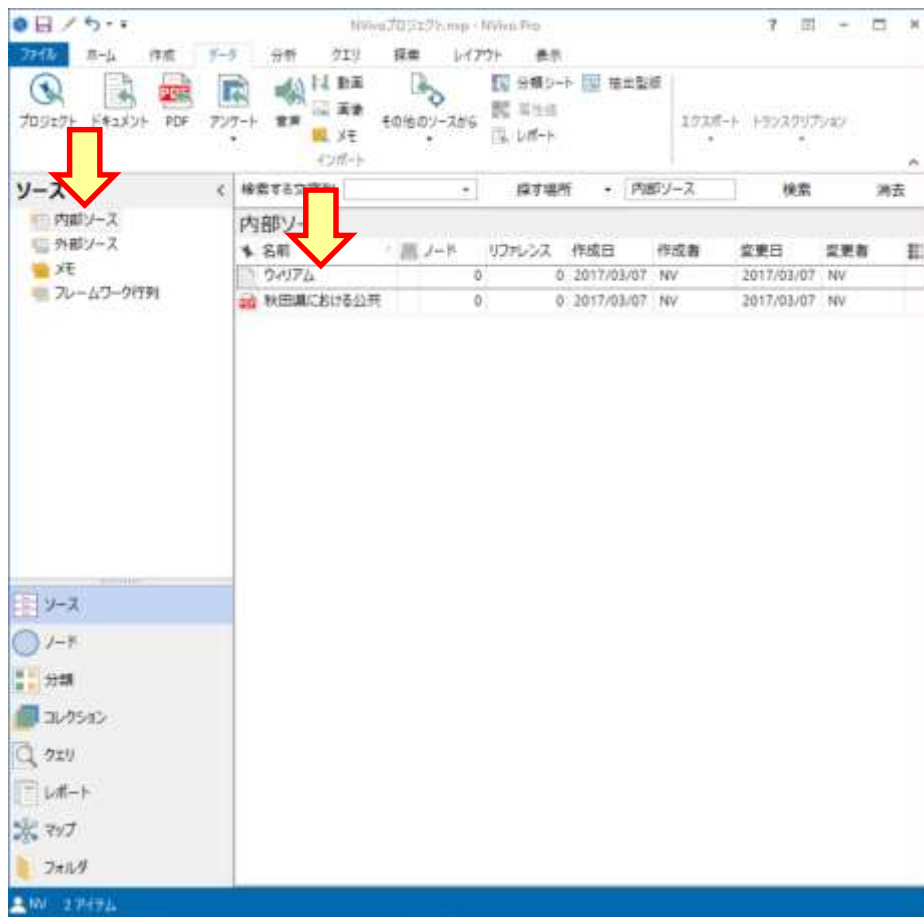 NVivoプロジェクト.nvp - NVivo Pro
ファイル ホーム 作成 データ 分析 クエリ 探索 レイアウト 表示
動画 分類シート 抽出型板
画像 属性値
メモ レポート
プロジェクト ドキュメント PDF アンケート 音声 その他のソースから エクスポート トランスクリプション
インポート
ソース
検索する 探す場所 内部ソース 検索 消去
内部ソース
外部ソース
メモ
フレームワーク行列
内部ソ
名前 ノード リファレンス 作成日 作成者 変更日 変更者
ウィリアム 0 0 2017/03/07 NV 2017/03/07 NV
秋田県における公共 0 0 2017/03/07 NV 2017/03/07 NV
ソース
ノード
分類
コレクション
クエリ
レポート
マップ
フォルダ
NV 2 アイテム